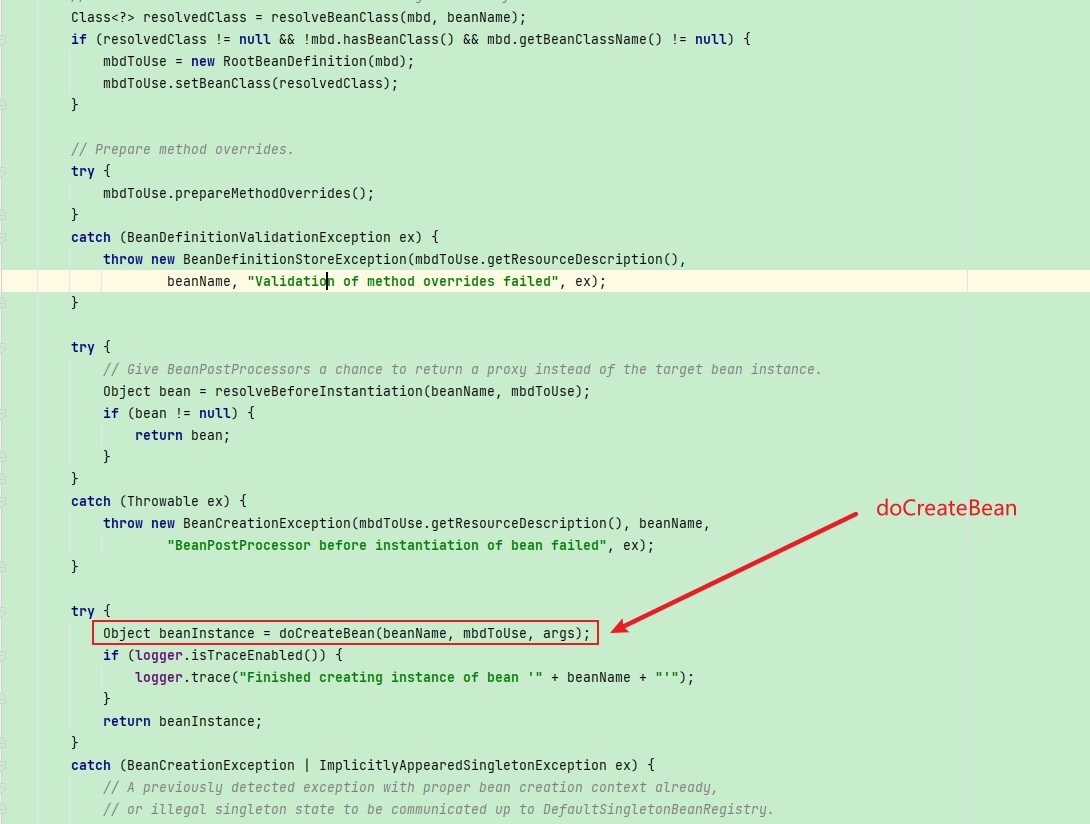 Class<?> resolvedClass = resolveBeanClass(mbd, beanName);
if (resolvedClass != null && !mbd.hasBeanClass() && mbd.getBeanClassName() != null) {
mbdToUse = new RootBeanDefinition(mbd);
mbdToUse.setBeanClass(resolvedClass);
}
// Prepare method overrides.
try {
mbdToUse.prepareMethodOverrides();
}
catch (BeanDefinitionValidationException ex) {
throw new BeanDefinitionStoreException(mbdToUse.getResourceDescription(),
beanName, "Validation of method overrides failed", ex);
}
try {
// Give BeanPostProcessors a chance to return a proxy instead of the target bean instance.
Object bean = resolveBeforeInstantiation(beanName, mbdToUse);
if (bean != null) {
return bean;
}
}
catch (Throwable ex) {
throw new BeanCreationException(mbdToUse.getResourceDescription(), beanName,
"BeanPostProcessor before instantiation of bean failed", ex);
}
doCreateBean
try {
Object beanInstance = doCreateBean(beanName, mbdToUse, args);
if (logger.isTraceEnabled()) {
logger.trace("Finished creating instance of bean '" + beanName + "'");
}
return beanInstance;
}
catch (BeanCreationException | ImplicitlyAppearedSingletonException ex) {
// A previously detected exception with proper bean creation context already,
// or illegal singleton state to be communicated up to DefaultSingletonBeanRegistry.